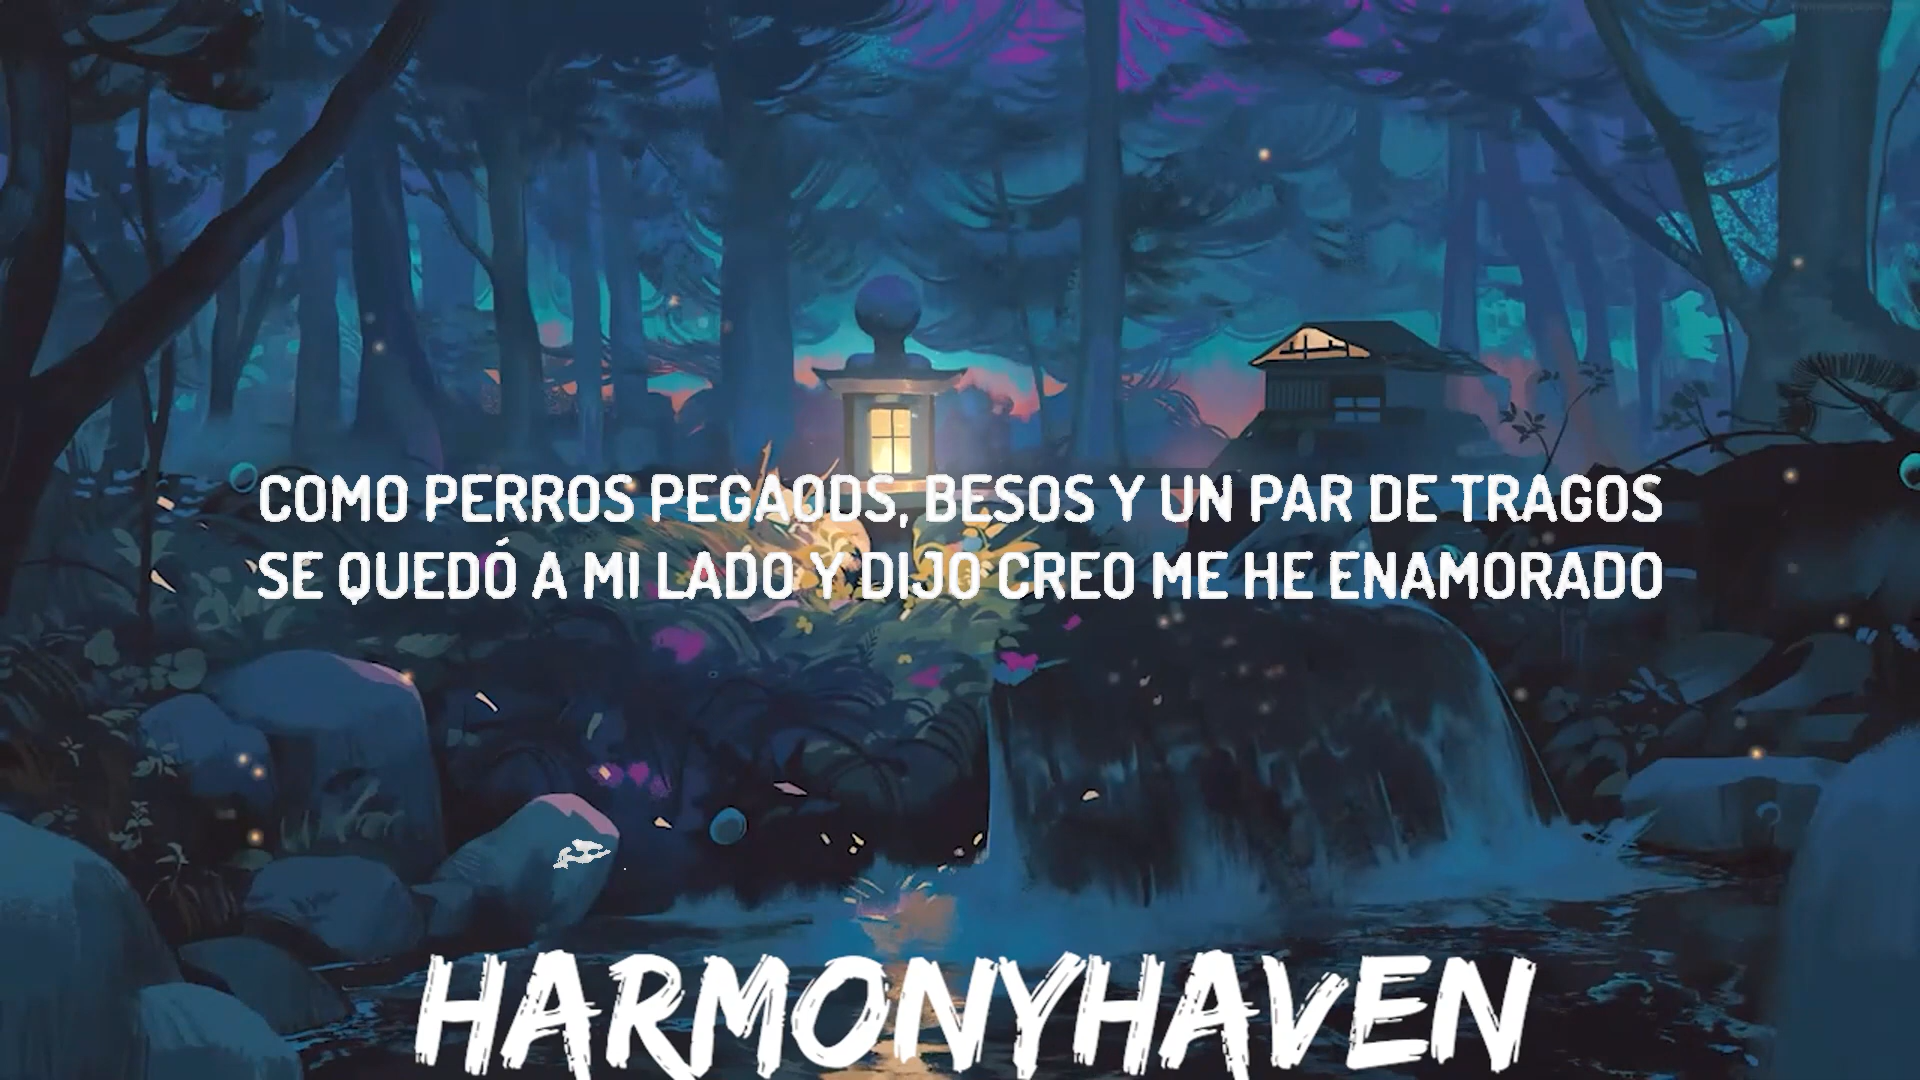 COMO PERROS PEGAODS, BESOS Y UN PAR DE TRAGOS
SE QUEDÓ A MI LADO Y DIJO CREO ME HE ENAMORADO
HARMONYHAVEN